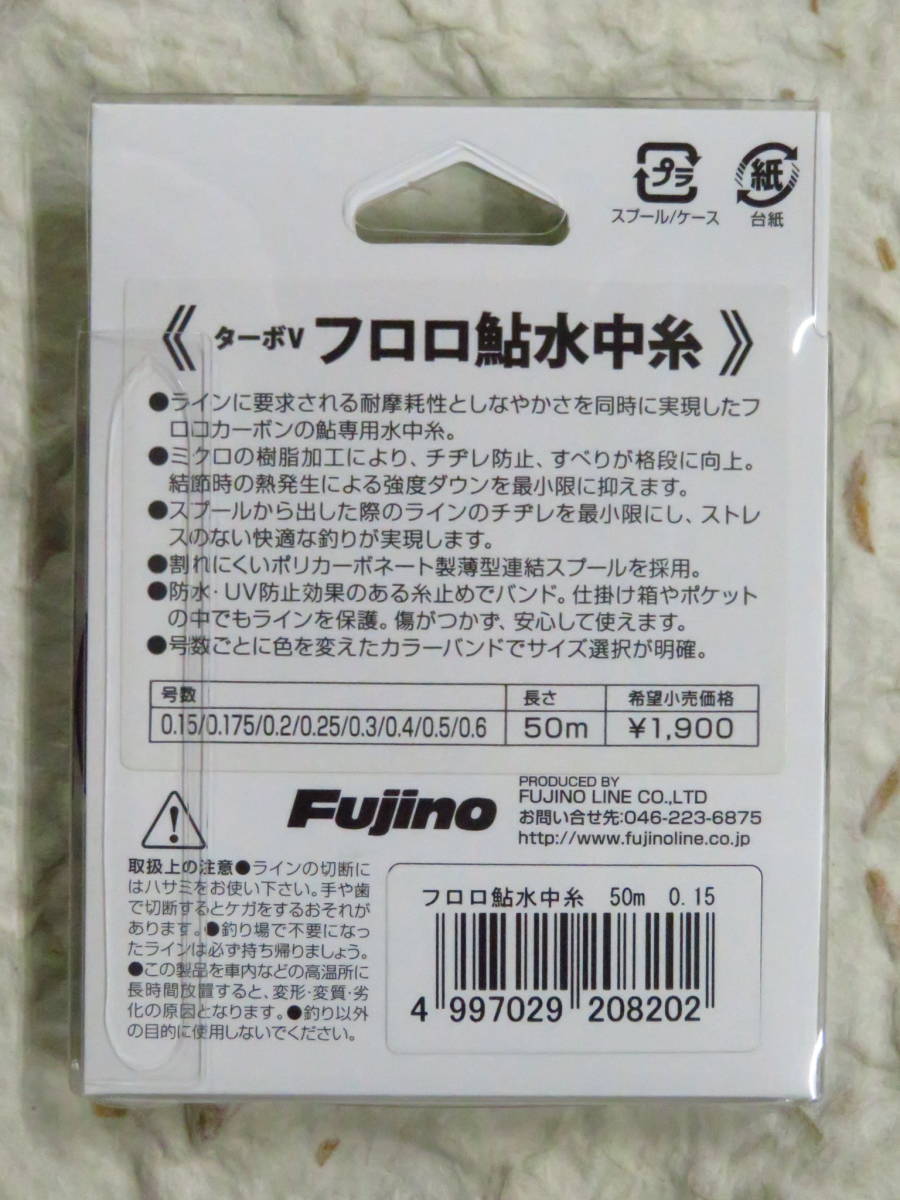 プラ
スプール/ケース
紙
台紙
《 ターボV フロロ鮎水中糸 》
●ラインに要求される耐摩耗性としなやかさを同時に実現したフ
ロロカーボンの鮎専用水中糸。
●ミクロの樹脂加工により、チヂレ防止、すべりが格段に向上。
結節時の熱発生による強度ダウンを最小限に抑えます。
●スプールから出した際のラインのチヂレを最小限にし、ストレ
スのない快適な釣りが実現します。
●割れにくいポリカーボネート製薄型連結スプールを採用。
●防水・UV防止効果のある糸止めでバンド。仕掛け箱やポケット
の中でもラインを保護。傷がつかず、安心して使えます。
●号数ごとに色を変えたカラーバンドでサイズ選択が明確。
号数 長さ 希望小売価格
0.15/0.175/0.2/0.25/0.3/0.4/0.5/0.6 50m ¥1,900
Fujino
PRODUCED BY
FUJINO LINE CO.,LTD
お問い合せ先:046-223-6875
http://www.fujinoline.co.jp
取扱上の注意●ラインの切断に
はハサミをお使い下さい。手や歯
で切断するとケガをするおそれが
あります。●釣り場で不要になっ
たラインは必ず持ち帰りましょう。
●この製品を車内などの高温所に
長時間放置すると、変形・変質・劣
化の原因となります。●釣り以外
の目的に使用しないでください。
フロロ鮎水中糸 50m 0.15
4 997029 208202